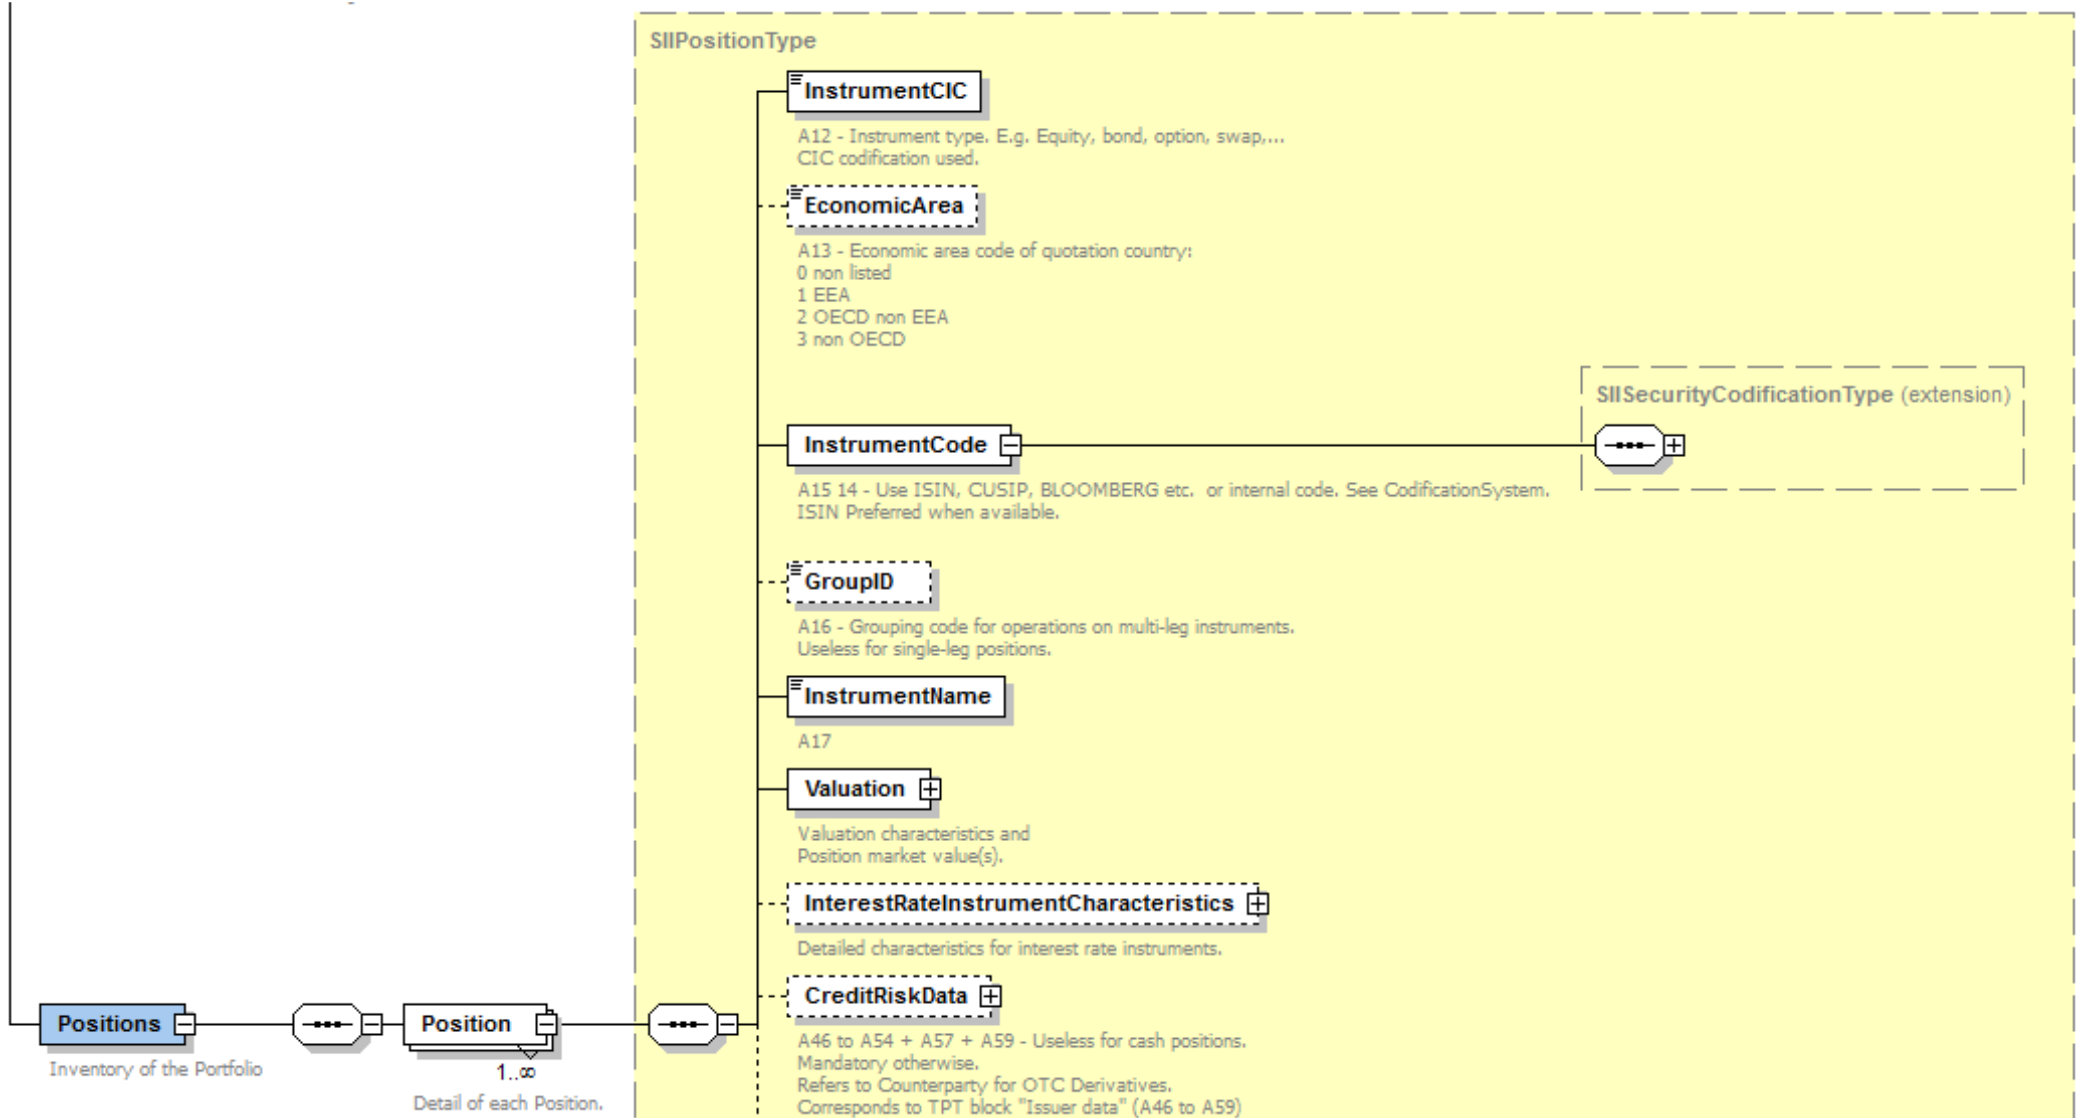 SIIPositionType
InstrumentCIC
A12 - Instrument type. E.g. Equity, bond, option, swap,...
CIC codification used.
EconomicArea
A13 - Economic area code of quotation country:
0 non listed
1 EEA
2 OECD non EEA
3 non OECD
SIISecurityCodificationType (extension)
InstrumentCode
A15 14 - Use ISIN, CUSIP, BLOOMBERG etc.  or internal code. See CodificationSystem.
ISIN Preferred when available.
GroupID
A16 - Grouping code for operations on multi-leg instruments.
Useless for single-leg positions.
InstrumentName
A17
Valuation
Valuation characteristics and
Position market value(s).
InterestRateInstrumentCharacteristics
Detailed characteristics for interest rate instruments.
CreditRiskData
A46 to A54 + A57 + A59 - Useless for cash positions.
Mandatory otherwise.
Refers to Counterparty for OTC Derivatives.
Corresponds to TPT block "Issuer data" (A46 to A59)
Positions
Inventory of the Portfolio
Position
1..∞
Detail of each Position.